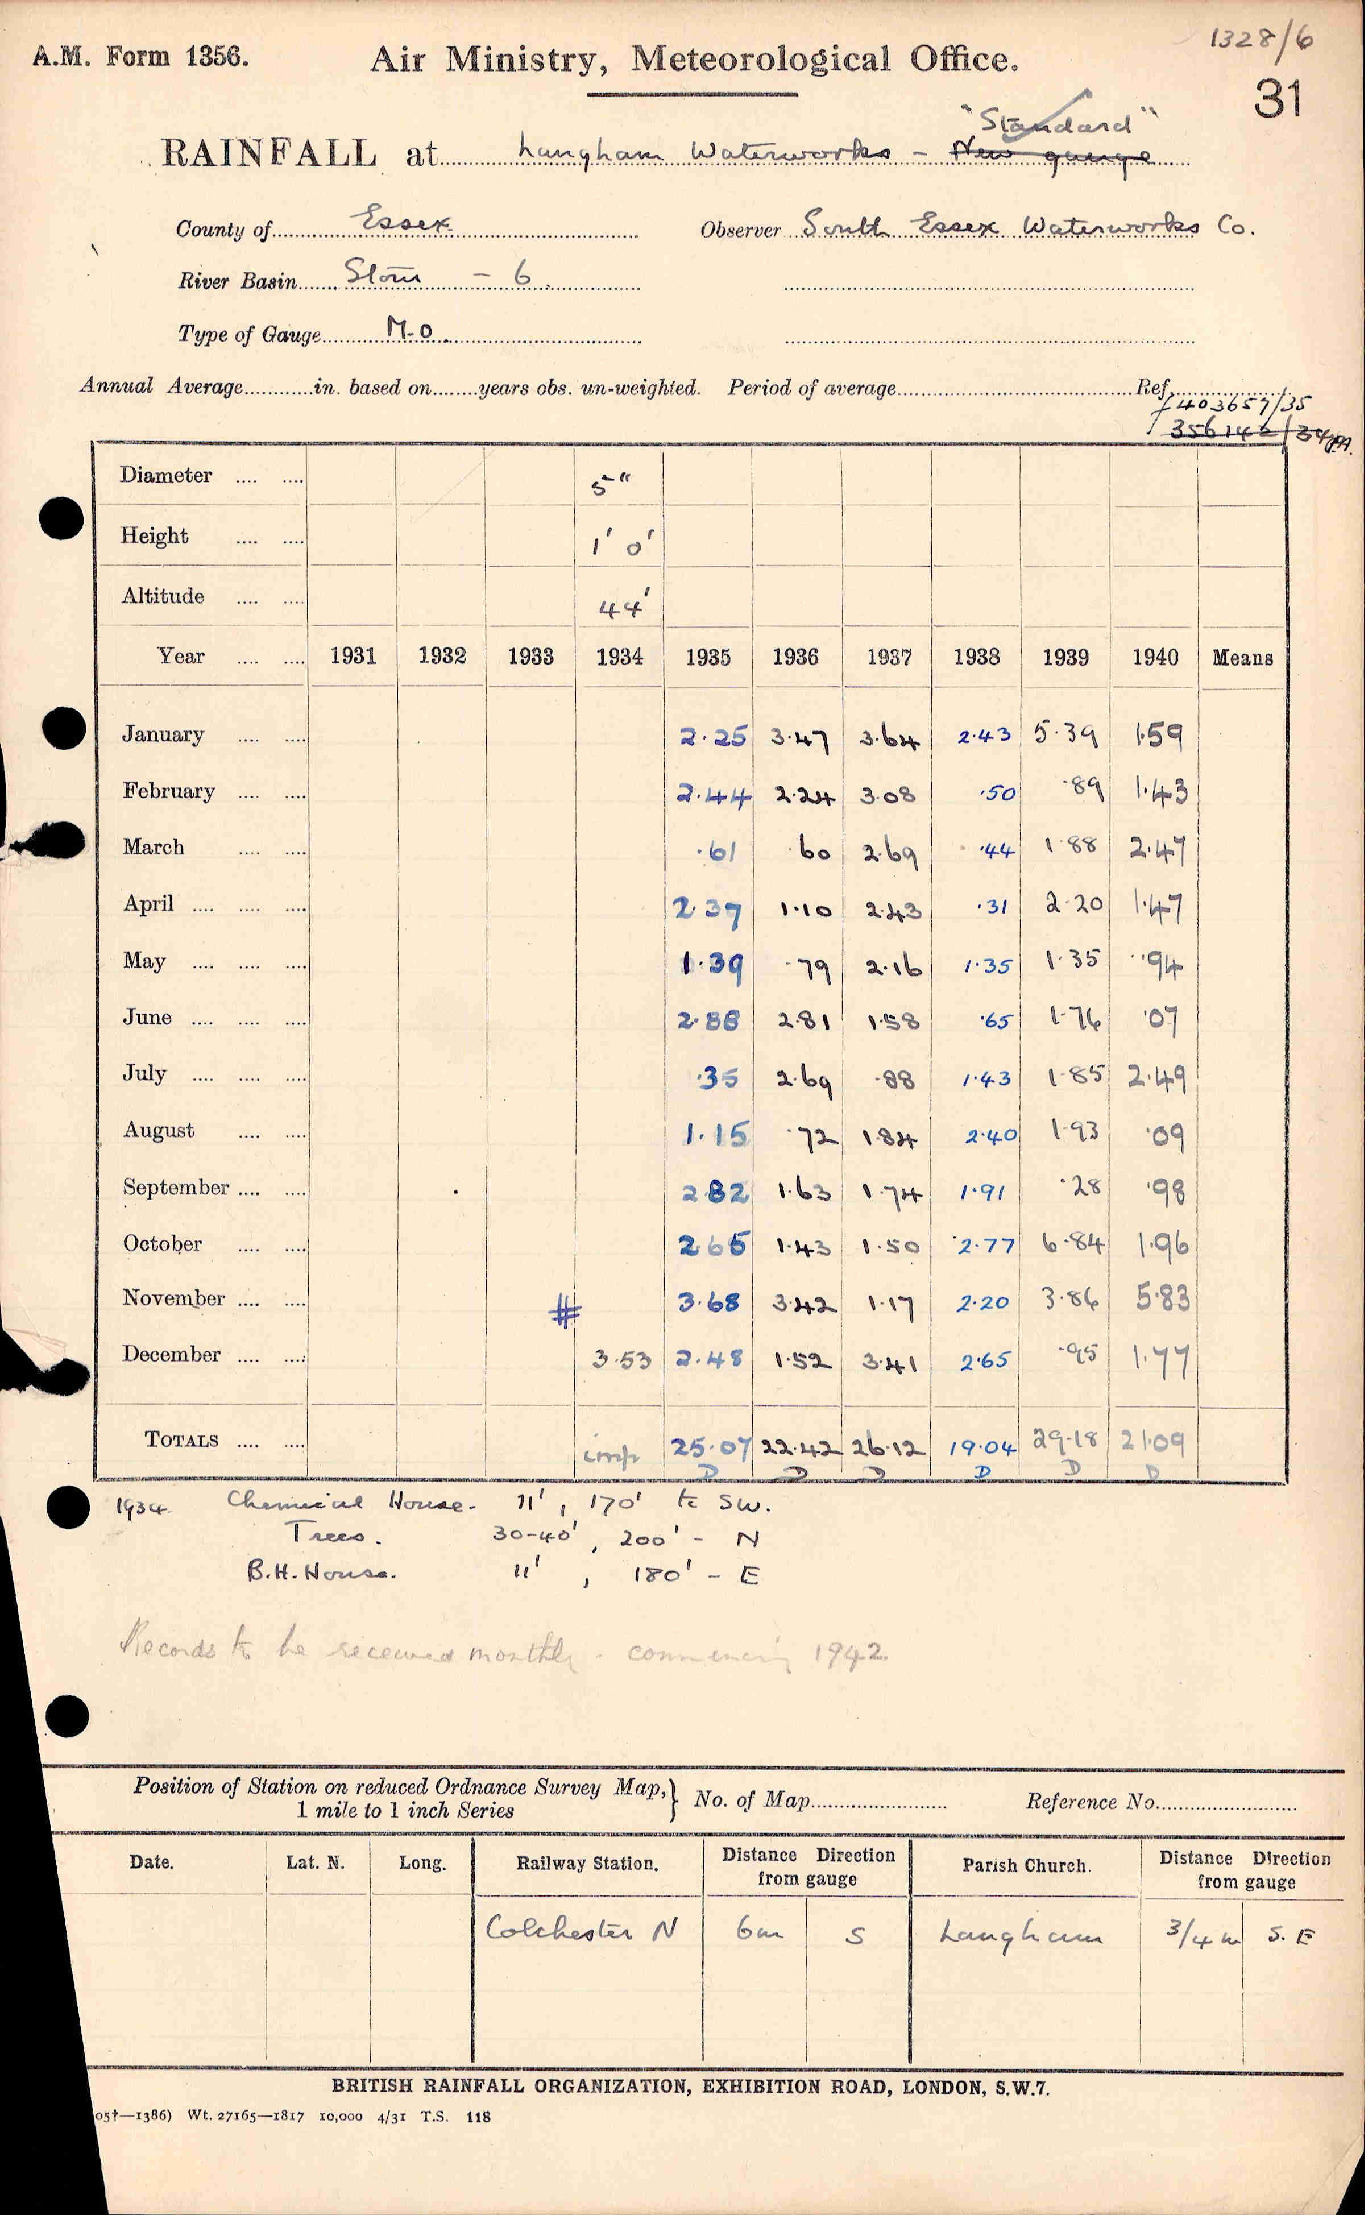 1328/6
A.M. Form 1356. Air Ministry, Meteorological Office.
31
"Standard"
RAINFALL at Langham Waterworks - New gauge
County of Essex Observer South Essex Waterworks Co.
River Basin Stour - 6
Type of Gauge M.O.
Annual Average in. based on years obs. un-weighted. Period of average Ref.
403657/35
356142/34
Diameter 5"
Height 1' 0'
Altitude 44'
Year 1931 1932 1933 1934 1935 1936 1937 1938 1939 1940 Means
January 2.25 3.47 3.64 2.43 5.39 1.59
February 2.44 2.24 3.08 .50 .89 1.43
March .61 .60 2.69 .44 1.88 2.47
April 2.37 1.10 2.43 .31 2.20 1.47
May 1.39 .79 2.16 1.35 1.35 .94
June 2.88 2.81 1.58 .65 1.76 .07
July .35 2.69 .88 1.43 1.85 2.49
August 1.15 .72 1.84 2.40 1.93 .09
September 2.82 1.63 1.74 1.91 .28 .98
October 2.65 1.43 1.50 2.77 6.84 1.96
November # 3.68 3.42 1.17 2.20 3.86 5.83
December 3.53 2.48 1.52 3.41 2.65 .95 1.77
TOTALS imp 25.07 22.42 26.12 19.04 29.18 21.09
D D D D D D
1934 Chemical House. 11', 170' to SW.
Trees. 30-40', 200' - N
B.H. House. 11', 180' - E
Records to be received monthly - commencing 1942
Position of Station on reduced Ordnance Survey Map, } No. of Map Reference No.
1 mile to 1 inch Series
Date. Lat. N. Long. Railway Station. Distance Direction from gauge Parish Church. Distance Direction from gauge
Colchester N 6m S Langham 3/4 m S.E
BRITISH RAINFALL ORGANIZATION, EXHIBITION ROAD, LONDON, S.W.7.
05†—1386) Wt. 27165—1817 10,000 4/31 T.S. 118